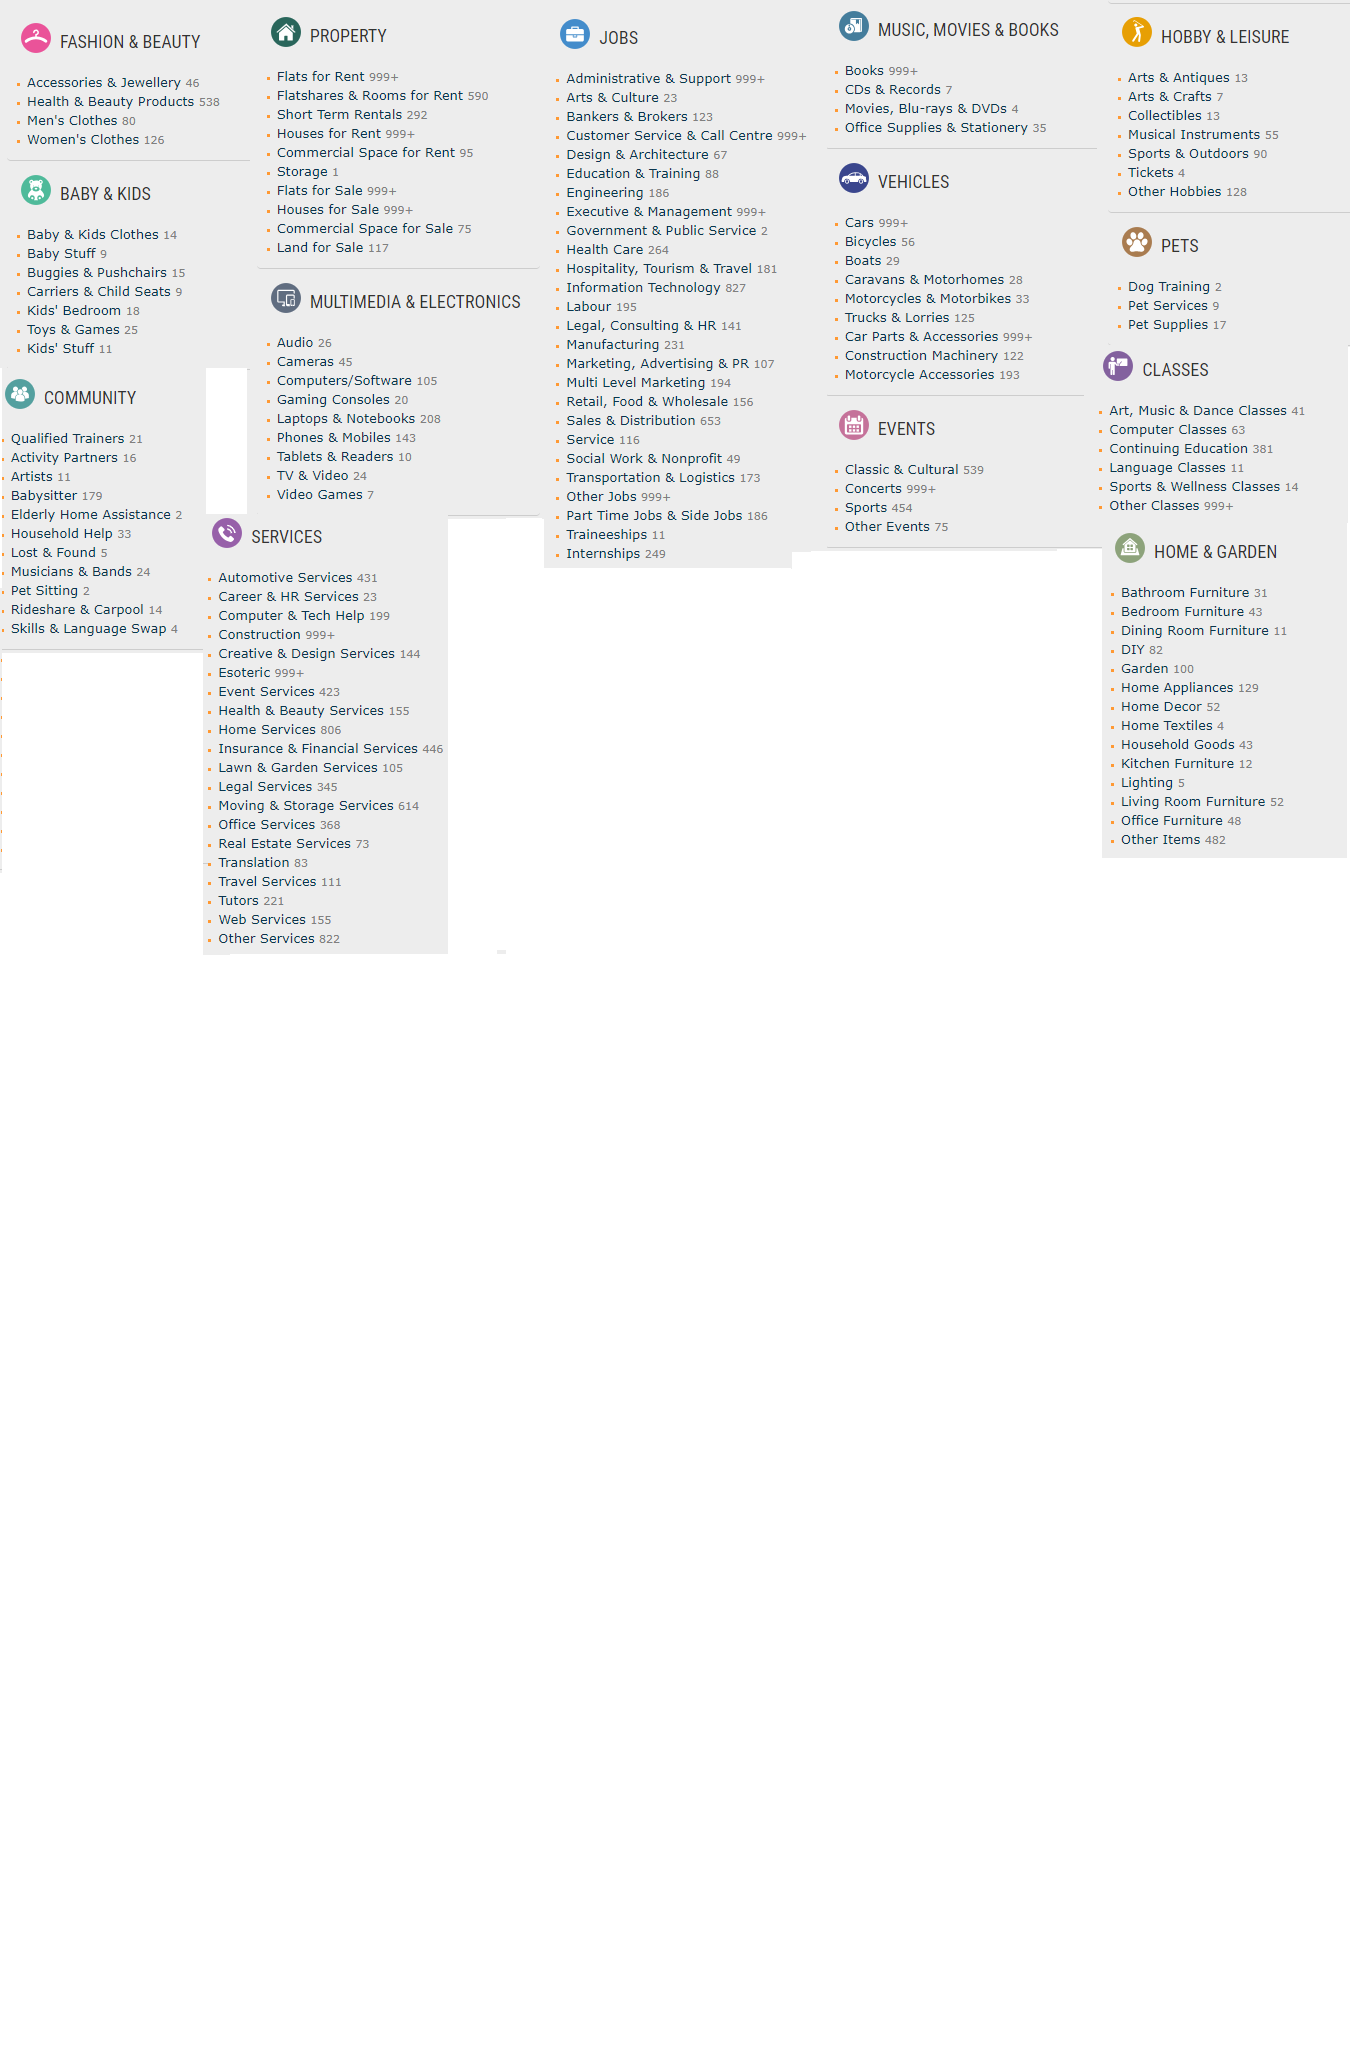 FASHION & BEAUTY
Accessories & Jewellery 46
Health & Beauty Products 538
Men's Clothes 80
Women's Clothes 126
BABY & KIDS
Baby & Kids Clothes 14
Baby Stuff 9
Buggies & Pushchairs 15
Carriers & Child Seats 9
Kids' Bedroom 18
Toys & Games 25
Kids' Stuff 11
COMMUNITY
Qualified Trainers 21
Activity Partners 16
Artists 11
Babysitter 179
Elderly Home Assistance 2
Household Help 33
Lost & Found 5
Musicians & Bands 24
Pet Sitting 2
Rideshare & Carpool 14
Skills & Language Swap 4
PROPERTY
Flats for Rent 999+
Flatshares & Rooms for Rent 590
Short Term Rentals 292
Houses for Rent 999+
Commercial Space for Rent 95
Storage 1
Flats for Sale 999+
Houses for Sale 999+
Commercial Space for Sale 75
Land for Sale 117
MULTIMEDIA & ELECTRONICS
Audio 26
Cameras 45
Computers/Software 105
Gaming Consoles 20
Laptops & Notebooks 208
Phones & Mobiles 143
Tablets & Readers 10
TV & Video 24
Video Games 7
SERVICES
Automotive Services 431
Career & HR Services 23
Computer & Tech Help 199
Construction 999+
Creative & Design Services 144
Esoteric 999+
Event Services 423
Health & Beauty Services 155
Home Services 806
Insurance & Financial Services 446
Lawn & Garden Services 105
Legal Services 345
Moving & Storage Services 614
Office Services 368
Real Estate Services 73
Translation 83
Travel Services 111
Tutors 221
Web Services 155
Other Services 822
JOBS
Administrative & Support 999+
Arts & Culture 23
Bankers & Brokers 123
Customer Service & Call Centre 999+
Design & Architecture 67
Education & Training 88
Engineering 186
Executive & Management 999+
Government & Public Service 2
Health Care 264
Hospitality, Tourism & Travel 181
Information Technology 827
Labour 195
Legal, Consulting & HR 141
Manufacturing 231
Marketing, Advertising & PR 107
Multi Level Marketing 194
Retail, Food & Wholesale 156
Sales & Distribution 653
Service 116
Social Work & Nonprofit 49
Transportation & Logistics 173
Other Jobs 999+
Part Time Jobs & Side Jobs 186
Traineeships 11
Internships 249
MUSIC, MOVIES & BOOKS
Books 999+
CDs & Records 7
Movies, Blu-rays & DVDs 4
Office Supplies & Stationery 35
VEHICLES
Cars 999+
Bicycles 56
Boats 29
Caravans & Motorhomes 28
Motorcycles & Motorbikes 33
Trucks & Lorries 125
Car Parts & Accessories 999+
Construction Machinery 122
Motorcycle Accessories 193
EVENTS
Classic & Cultural 539
Concerts 999+
Sports 454
Other Events 75
HOBBY & LEISURE
Arts & Antiques 13
Arts & Crafts 7
Collectibles 13
Musical Instruments 55
Sports & Outdoors 90
Tickets 4
Other Hobbies 128
PETS
Dog Training 2
Pet Services 9
Pet Supplies 17
CLASSES
Art, Music & Dance Classes 41
Computer Classes 63
Continuing Education 381
Language Classes 11
Sports & Wellness Classes 14
Other Classes 999+
HOME & GARDEN
Bathroom Furniture 31
Bedroom Furniture 43
Dining Room Furniture 11
DIY 82
Garden 100
Home Appliances 129
Home Decor 52
Home Textiles 4
Household Goods 43
Kitchen Furniture 12
Lighting 5
Living Room Furniture 52
Office Furniture 48
Other Items 482